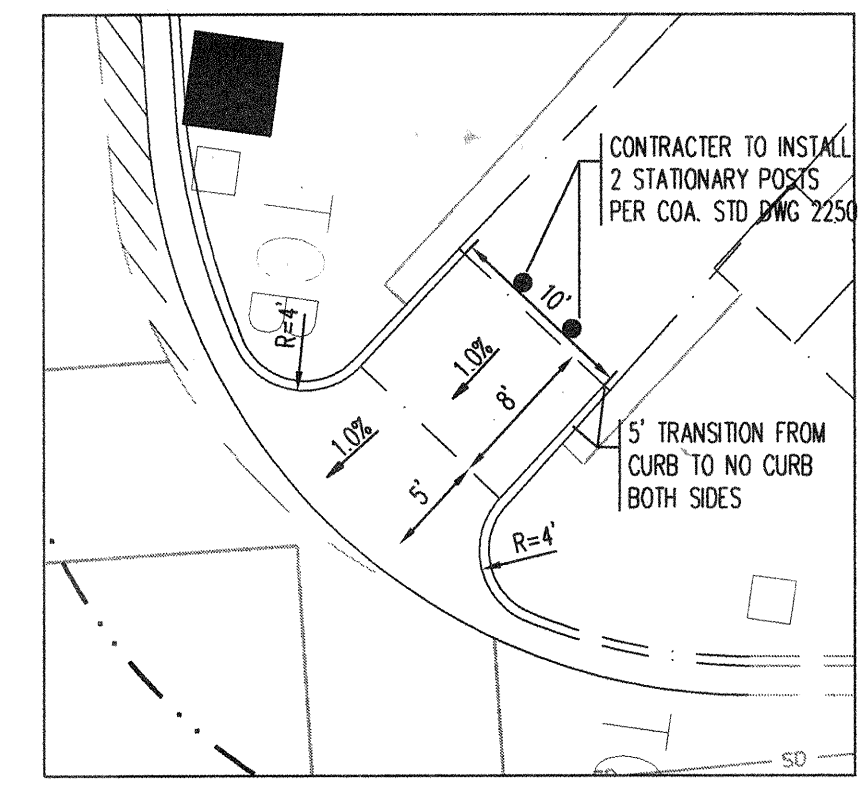 CONTRACTER TO INSTALL
2 STATIONARY POSTS
PER COA. STD DWG 2250
10'
R=4'
1.0%
8'
1.0%
5'
5' TRANSITION FROM
CURB TO NO CURB
BOTH SIDES
R=4'
SD